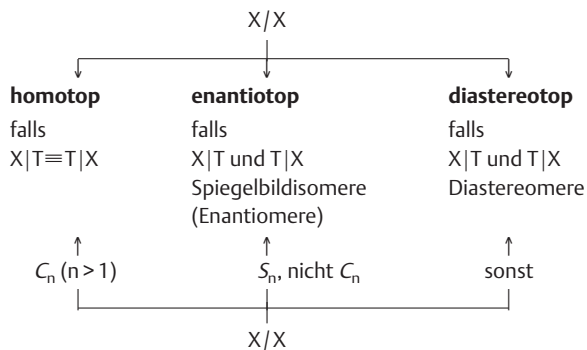 X/X
homotop enantiotop diastereotop
falls falls falls
X|T≡T|X X|T und T|X X|T und T|X
Spiegelbildisomere Diastereomere
(Enantiomere)
Cn (n > 1) Sn, nicht Cn sonst
X/X